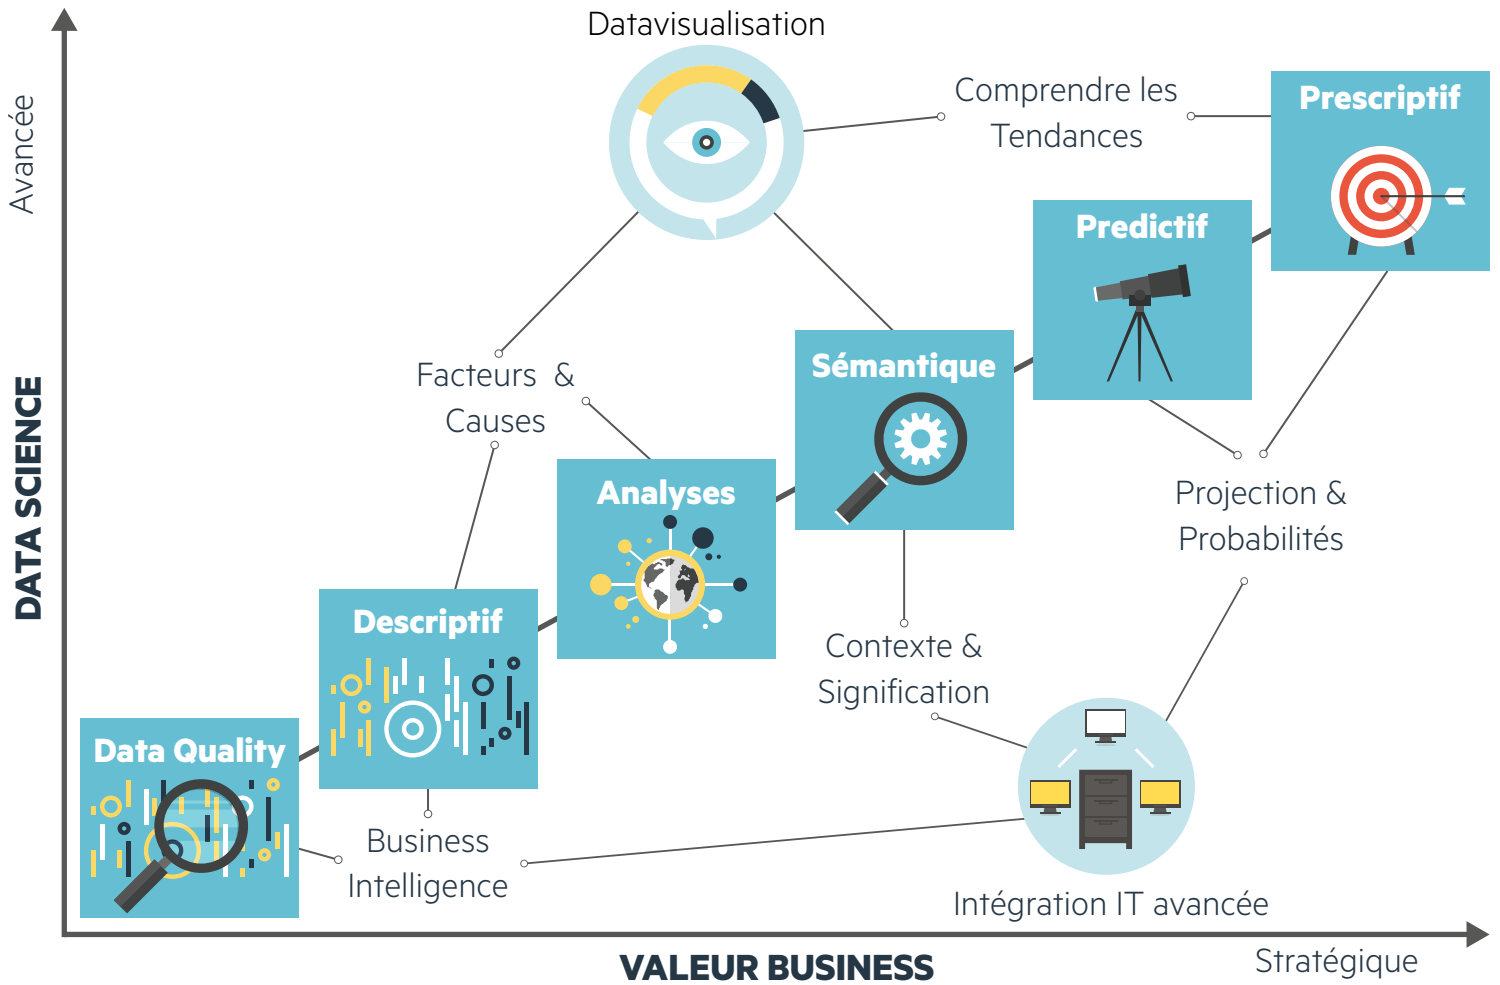 Datavisualisation
Avancée
Comprendre les
Tendances
Prescriptif
Predictif
Facteurs &
Causes
Sémantique
DATA SCIENCE
Analyses
Projection &
Probabilités
Descriptif
Contexte &
Signification
Data Quality
Business
Intelligence
Intégration IT avancée
VALEUR BUSINESS
Stratégique